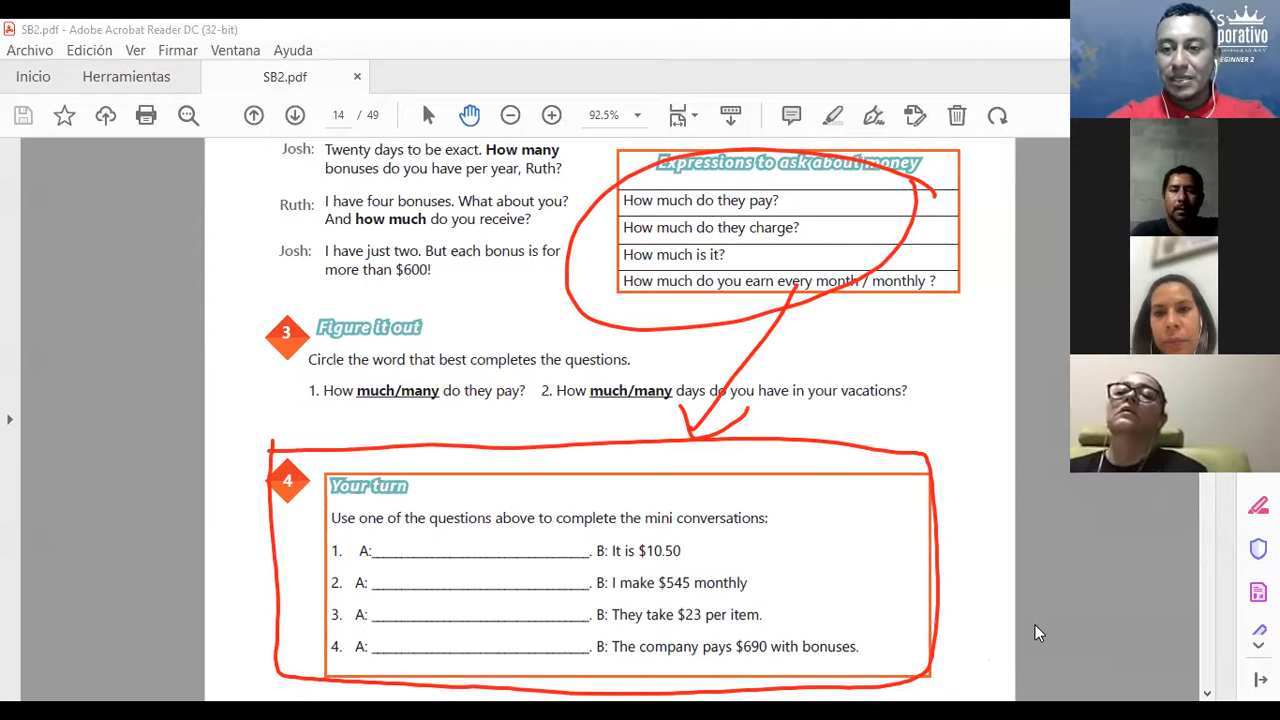 SB2.pdf - Adobe Acrobat Reader DC (32-bit)
Archivo Edición Ver Firmar Ventana Ayuda
Inicio Herramientas SB2.pdf ×
14 / 49 92.5%
Josh: Twenty days to be exact. How many
bonuses do you have per year, Ruth?
Ruth: I have four bonuses. What about you?
And how much do you receive?
Josh: I have just two. But each bonus is for
more than $600!
Expressions to ask about money
How much do they pay?
How much do they charge?
How much is it?
How much do you earn every month / monthly ?
3 Figure it out
Circle the word that best completes the questions.
1. How much/many do they pay? 2. How much/many days do you have in your vacations?
4 Your turn
Use one of the questions above to complete the mini conversations:
1. A:_________________________. B: It is $10.50
2. A: _________________________. B: I make $545 monthly
3. A: _________________________. B: They take $23 per item.
4. A: _________________________. B: The company pays $690 with bonuses.
és
porativo
EGINNER 2